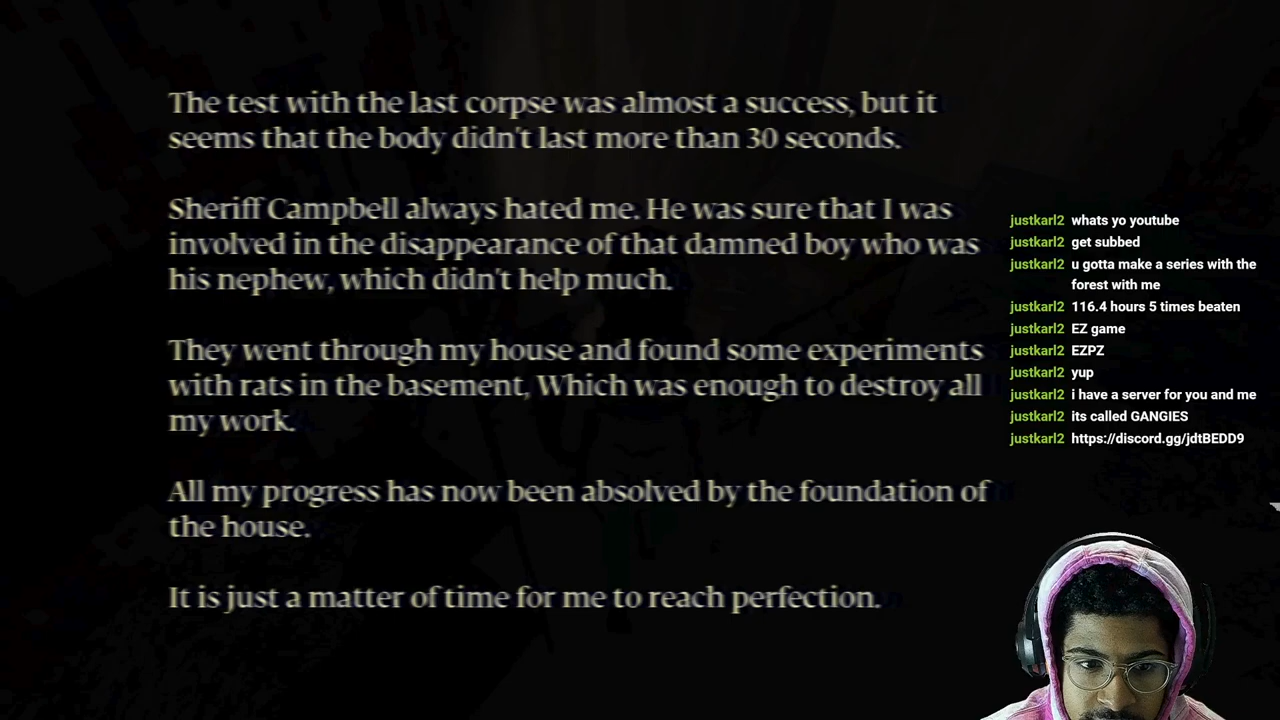 The test with the last corpse was almost a success, but it
seems that the body didn't last more than 30 seconds.
Sheriff Campbell always hated me. He was sure that I was
involved in the disappearance of that damned boy who was
his nephew, which didn't help much.
They went through my house and found some experiments
with rats in the basement, Which was enough to destroy all
my work.
All my progress has now been absolved by the foundation of
the house.
It is just a matter of time for me to reach perfection.
justkarl2 whats yo youtube
justkarl2 get subbed
justkarl2 u gotta make a series with the
forest with me
justkarl2 116.4 hours 5 times beaten
justkarl2 EZ game
justkarl2 EZPZ
justkarl2 yup
justkarl2 i have a server for you and me
justkarl2 its called GANGIES
justkarl2 https://discord.gg/jdtBEDD9